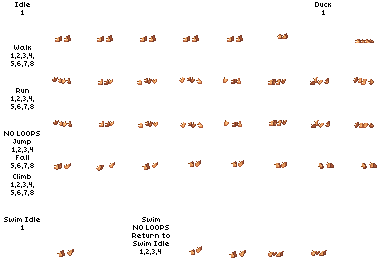 Idle
1
Duck
1
Walk
1,2,3,4,
5,6,7,8
Run
1,2,3,4,
5,6,7,8
NO LOOPS
Jump
1,2,3,4
Fall
5,6,7,8
Climb
1,2,3,4,
5,6,7,8
Swim Idle
1
Swim
NO LOOPS
Return to
Swim Idle
1,2,3,4